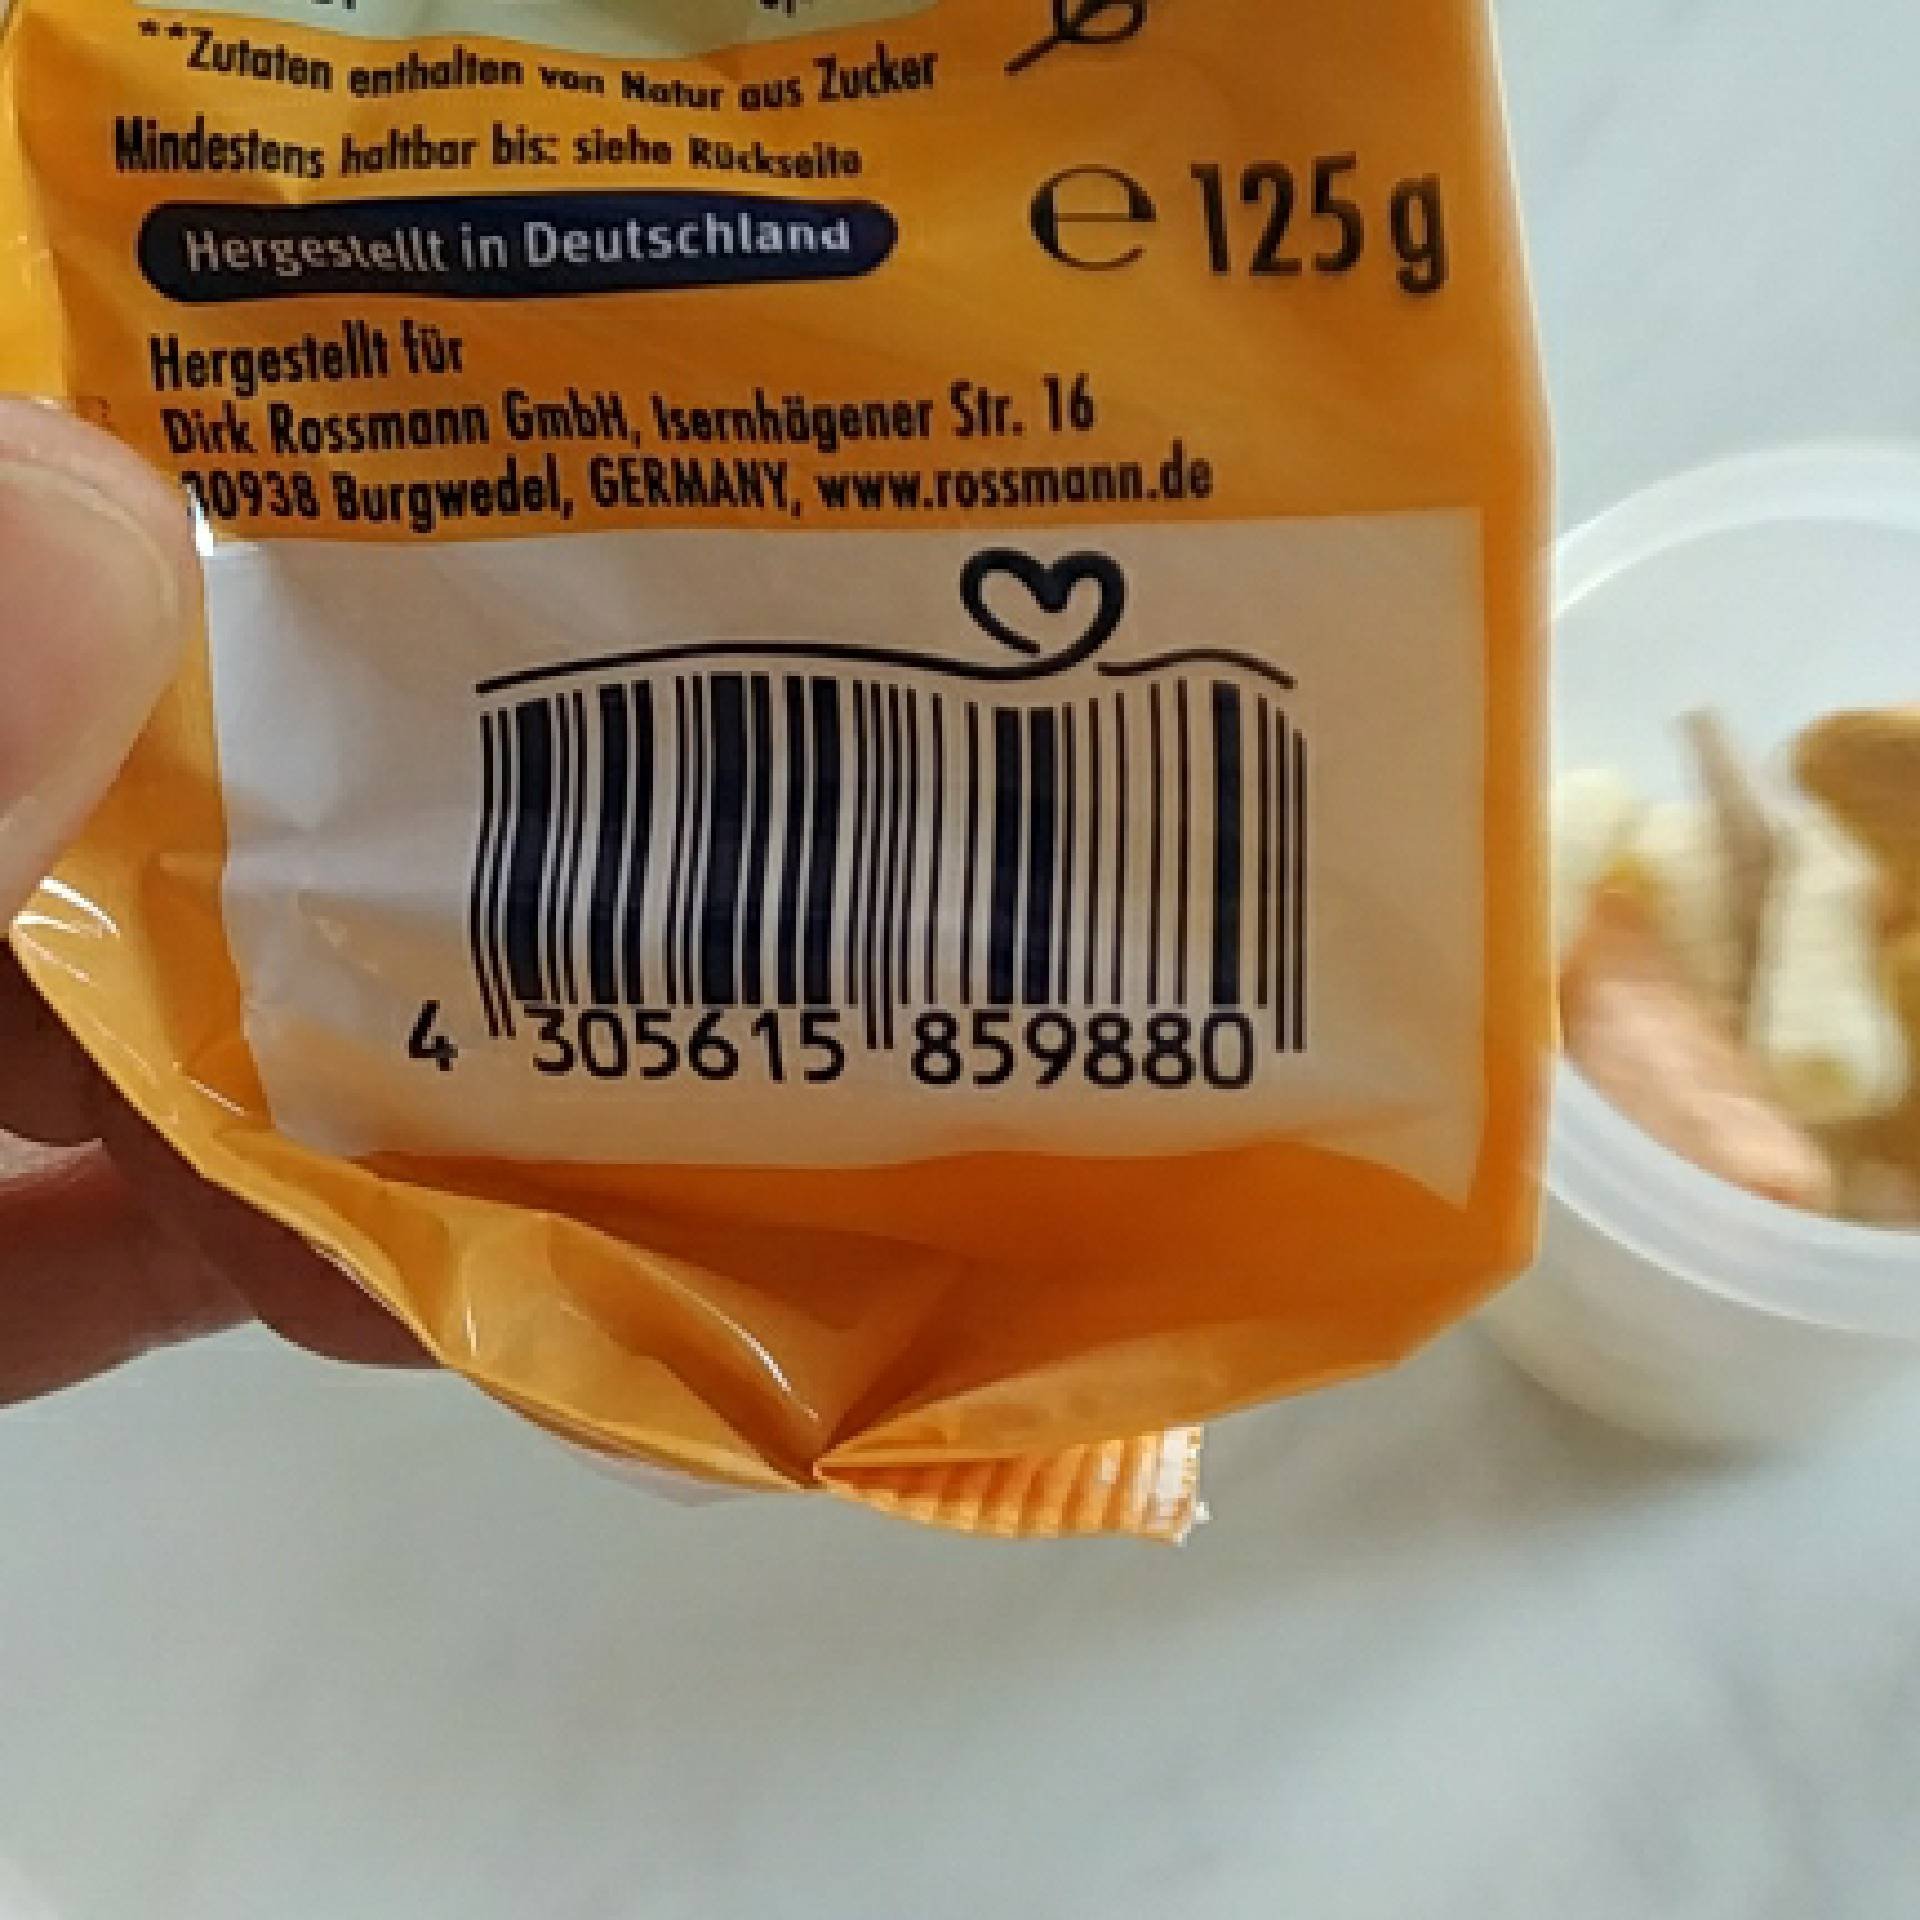 **Zutaten enthalten von Natur aus Zucker
Mindestens haltbar bis: siehe Rückseite
Hergestellt in Deutschland
℮ 125 g
Hergestellt für
Dirk Rossmann GmbH, Isernhägener Str. 16
30938 Burgwedel, GERMANY, www.rossmann.de
4 305615 859880